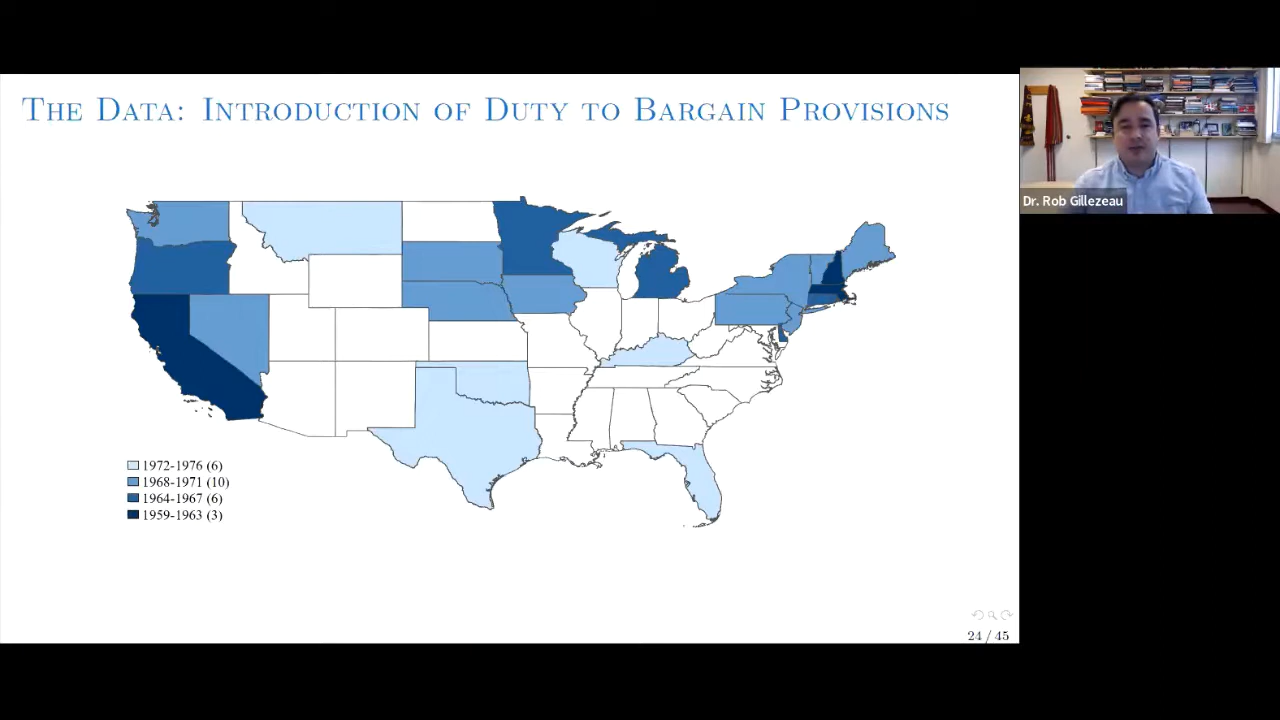 The Data: Introduction of Duty to Bargain Provisions
Dr. Rob Gillezeau
1972-1976 (6)
1968-1971 (10)
1964-1967 (6)
1959-1963 (3)
24 / 45